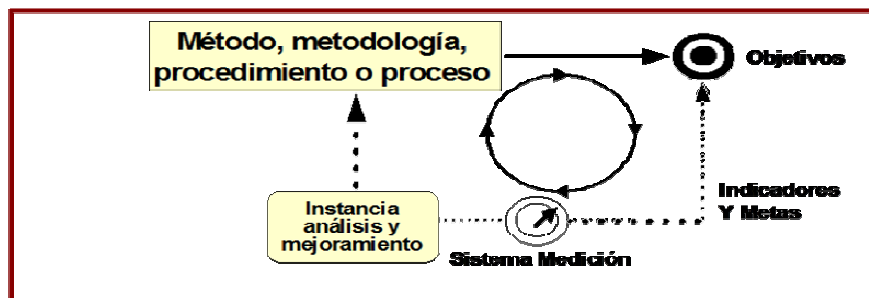 Método, metodología,
procedimiento o proceso
Objetivos
Indicadores
Y Metas
Instancia
análisis y
mejoramiento
Sistema Medición